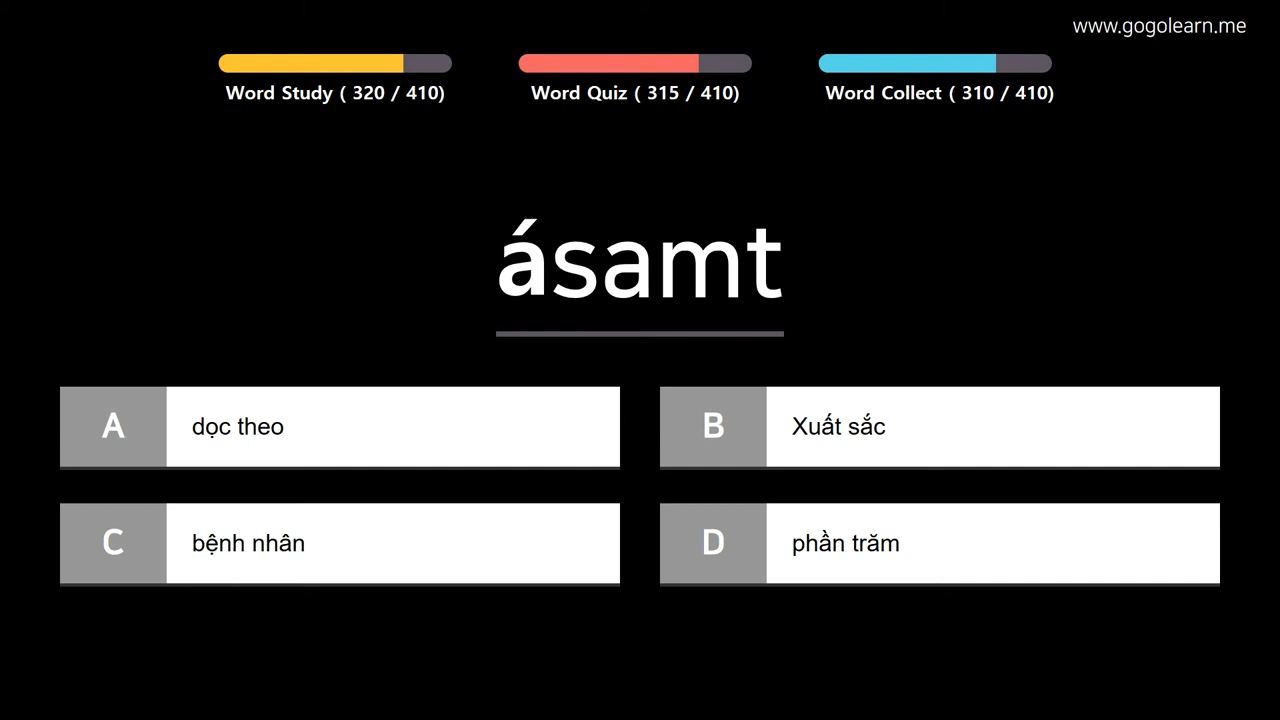 www.gogolearn.me
Word Study ( 320 / 410)
Word Quiz ( 315 / 410)
Word Collect ( 310 / 410)
ásamt
A dọc theo
B Xuất sắc
C bệnh nhân
D phần trăm